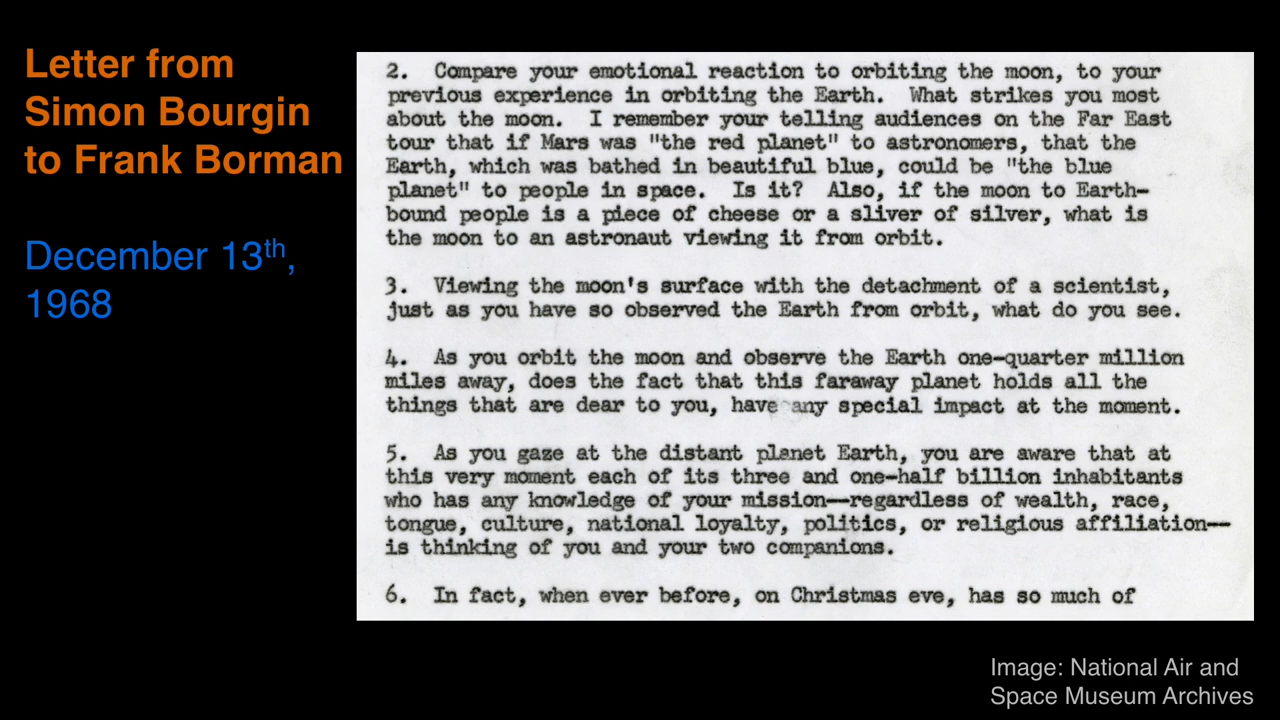 Letter from
Simon Bourgin
to Frank Borman
December 13th,
1968
2. Compare your emotional reaction to orbiting the moon, to your
previous experience in orbiting the Earth. What strikes you most
about the moon. I remember your telling audiences on the Far East
tour that if Mars was "the red planet" to astronomers, that the
Earth, which was bathed in beautiful blue, could be "the blue
planet" to people in space. Is it? Also, if the moon to Earth-
bound people is a piece of cheese or a sliver of silver, what is
the moon to an astronaut viewing it from orbit.
3. Viewing the moon's surface with the detachment of a scientist,
just as you have so observed the Earth from orbit, what do you see.
4. As you orbit the moon and observe the Earth one-quarter million
miles away, does the fact that this faraway planet holds all the
things that are dear to you, have any special impact at the moment.
5. As you gaze at the distant planet Earth, you are aware that at
this very moment each of its three and one-half billion inhabitants
who has any knowledge of your mission--regardless of wealth, race,
tongue, culture, national loyalty, politics, or religious affiliation--
is thinking of you and your two companions.
6. In fact, when ever before, on Christmas eve, has so much of
Image: National Air and
Space Museum Archives